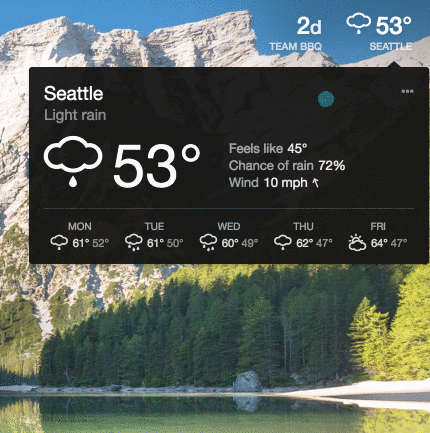 2d
TEAM BBQ
53°
SEATTLE
Seattle
Light rain
53°
Feels like 45°
Chance of rain 72%
Wind 10 mph
MON
61° 52°
TUE
61° 50°
WED
60° 49°
THU
62° 47°
FRI
64° 47°